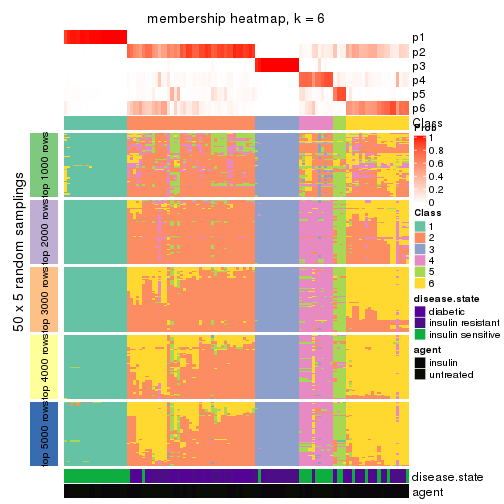 membership heatmap, k = 6
p1
p2
p3
p4
p5
p6
Class
Prob
1
0.8
0.6
0.4
0.2
0
Class
1
2
3
4
5
6
disease.state
diabetic
insulin resistant
insulin sensitive
agent
insulin
untreated
50 x 5 random samplings
top 1000 rows
top 2000 rows
top 3000 rows
top 4000 rows
top 5000 rows
disease.state
agent